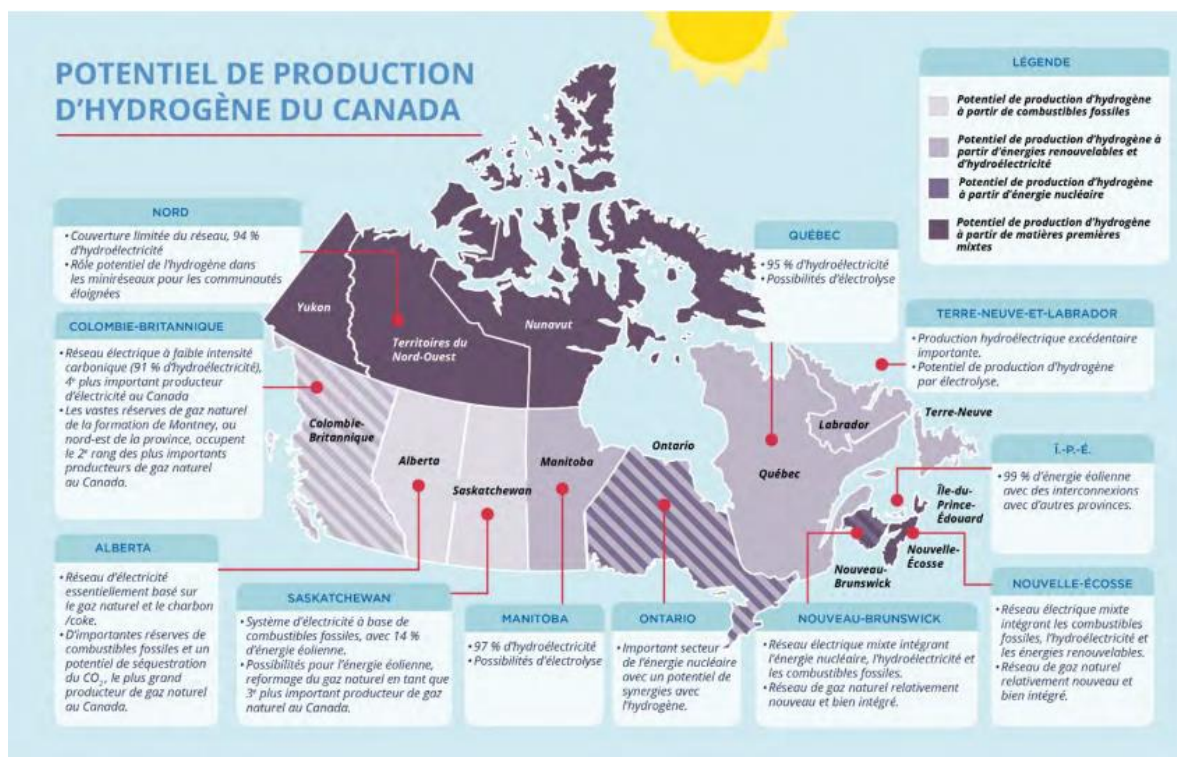 POTENTIEL DE PRODUCTION
D'HYDROGÈNE DU CANADA
LÉGENDE
Potentiel de production d'hydrogène
à partir de combustibles fossiles
Potentiel de production d'hydrogène à
partir d'énergies renouvelables et
d'hydroélectricité
Potentiel de production d'hydrogène
à partir d'énergie nucléaire
Potentiel de production d'hydrogène
à partir de matières premières
mixtes
NORD
• Couverture limitée du réseau, 94 %
d'hydroélectricité
• Rôle potentiel de l'hydrogène dans
les miniréseaux pour les communautés
éloignées
QUÉBEC
• 95 % d'hydroélectricité
• Possibilités d'électrolyse
COLOMBIE-BRITANNIQUE
• Réseau électrique à faible intensité
carbonique (91 % d'hydroélectricité),
4e plus important producteur
d'électricité au Canada
• Les vastes réserves de gaz naturel
de la formation de Montney, au
nord-est de la province, occupent
le 2e rang des plus importants
producteurs de gaz naturel
au Canada.
TERRE-NEUVE-ET-LABRADOR
• Production hydroélectrique excédentaire
importante.
• Potentiel de production d'hydrogène
par électrolyse.
Yukon
Territoires du
Nord-Ouest
Nunavut
Colombie-
Britannique
Alberta
Saskatchewan
Manitoba
Ontario
Québec
Labrador
Terre-Neuve
Île-du-
Prince-
Édouard
Nouvelle-
Écosse
Nouveau-
Brunswick
Î.-P.-É.
• 99 % d'énergie éolienne
avec des interconnexions
avec d'autres provinces.
ALBERTA
• Réseau d'électricité
essentiellement basé sur
le gaz naturel et le charbon
/coke.
• D'importantes réserves de
combustibles fossiles et un
potentiel de séquestration
du CO2, le plus grand
producteur de gaz naturel
au Canada.
SASKATCHEWAN
• Système d'électricité à base de
combustibles fossiles, avec 14 %
d'énergie éolienne.
• Possibilités pour l'énergie éolienne,
reformage du gaz naturel en tant que
3e plus important producteur de gaz
naturel au Canada.
MANITOBA
• 97 % d'hydroélectricité
• Possibilités d'électrolyse
ONTARIO
• Important secteur
de l'énergie nucléaire
avec un potentiel de
synergies avec
l'hydrogène.
NOUVEAU-BRUNSWICK
• Réseau électrique mixte intégrant
l'énergie nucléaire, l'hydroélectricité et
les combustibles fossiles.
• Réseau de gaz naturel relativement
nouveau et bien intégré.
NOUVELLE-ÉCOSSE
• Réseau électrique mixte
intégrant les combustibles
fossiles, l'hydroélectricité et
les énergies renouvelables.
• Réseau de gaz naturel
relativement nouveau et
bien intégré.